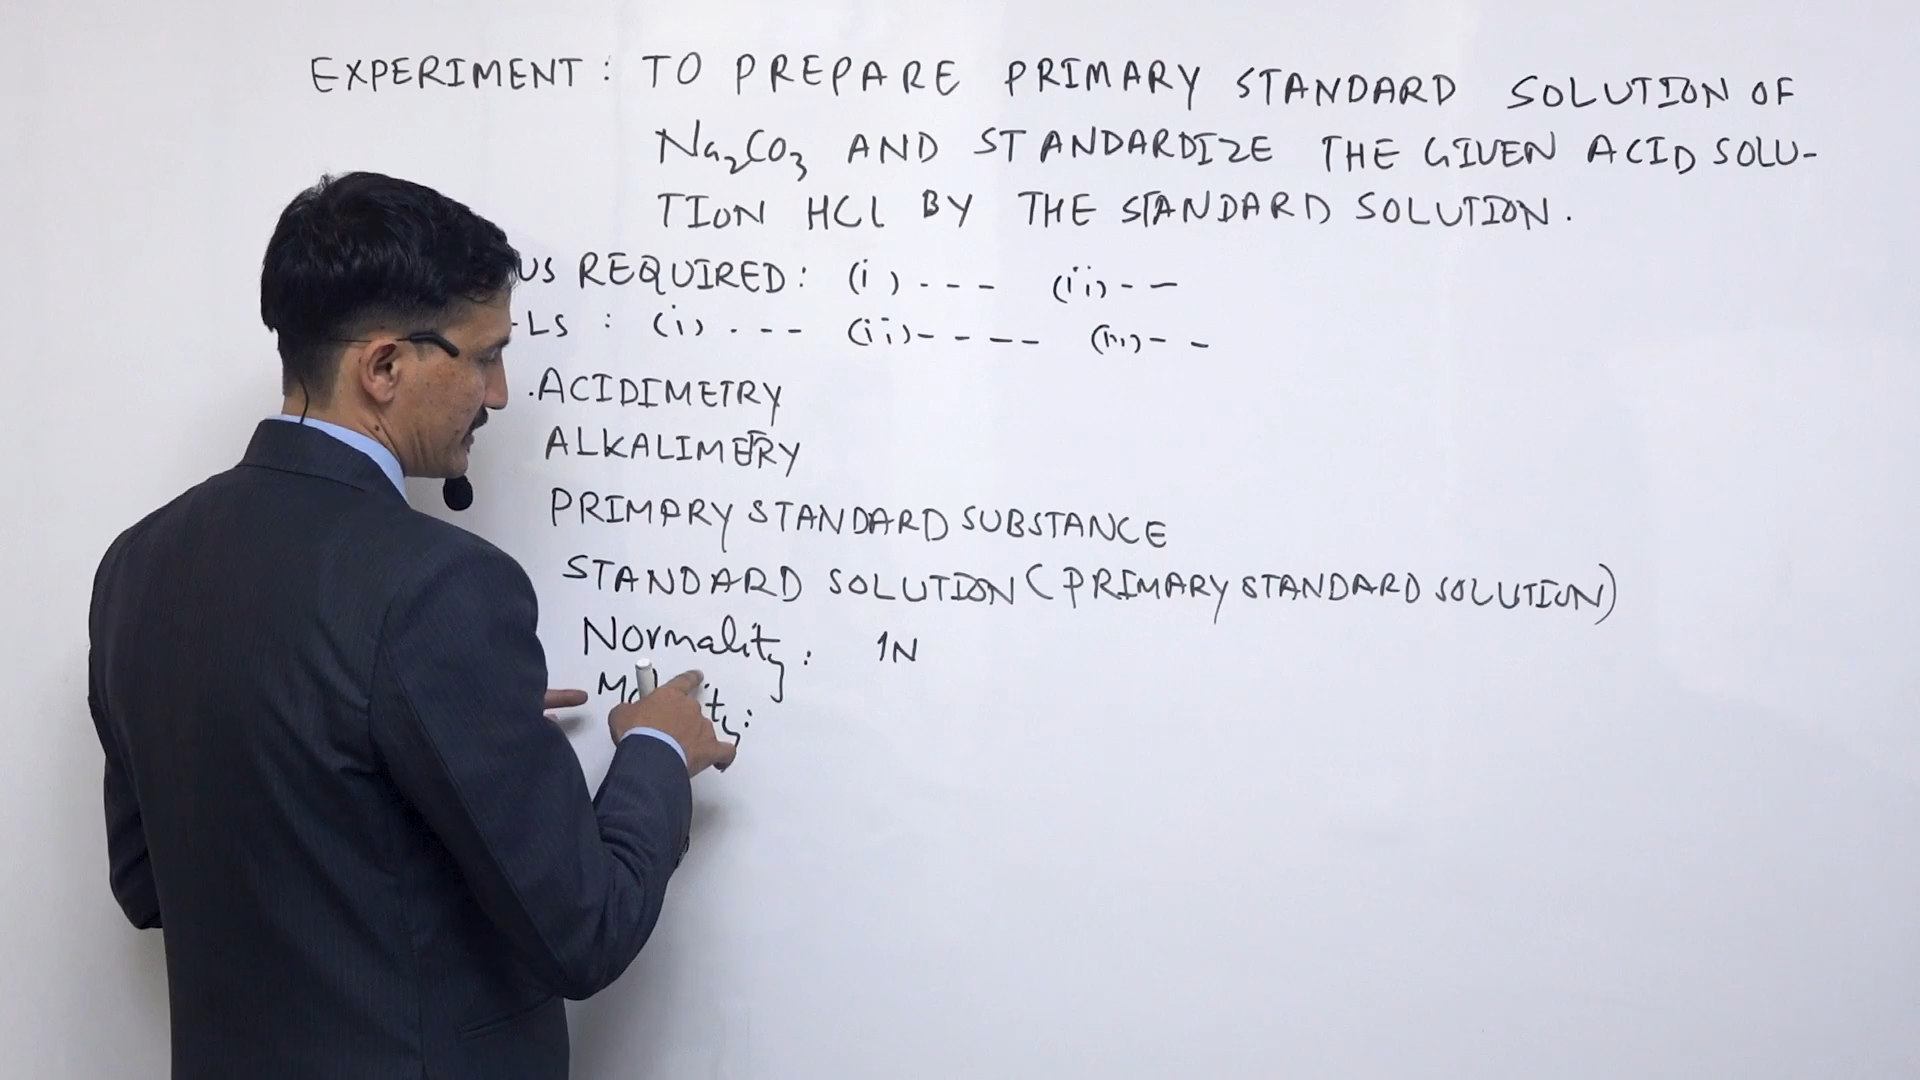 EXPERIMENT: TO PREPARE PRIMARY STANDARD SOLUTION OF
Na₂CO₃ AND STANDARDIZE THE GIVEN ACID SOLU-
TION HCl BY THE STANDARD SOLUTION.
US REQUIRED: (i) --- (ii) --
LS : (i) --- (ii) ---- (iii) --
ACIDIMETRY
ALKALIMETRY
PRIMARY STANDARD SUBSTANCE
STANDARD SOLUTION (PRIMARY STANDARD SOLUTION)
Normality: 1N